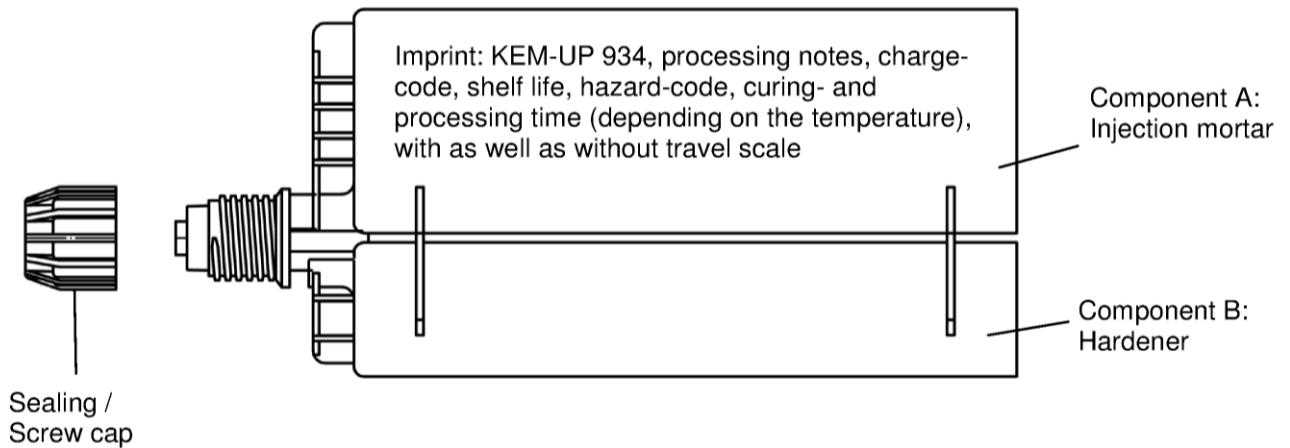 Imprint: KEM-UP 934, processing notes, charge-
code, shelf life, hazard-code, curing- and
processing time (depending on the temperature),
with as well as without travel scale
Component A:
Injection mortar
Component B:
Hardener
Sealing /
Screw cap